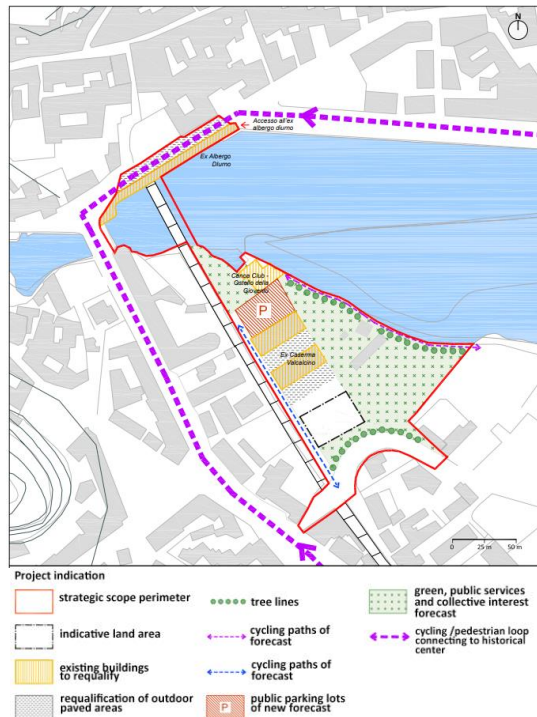 N
Accesso all'ex
albergo diurno
Ex Albergo
Diurno
Canoa Club
Ostello della
Gioventù
P
Ex Caserma
Valcalcino
0 25 m 50 m
Project indication
strategic scope perimeter
tree lines
green, public services
and collective interest
forecast
indicative land area
cycling paths of
forecast
cycling /pedestrian loop
connecting to historical
center
existing buildings
to requalify
cycling paths of
forecast
requalification of outdoor
paved areas
P
public parking lots
of new forecast